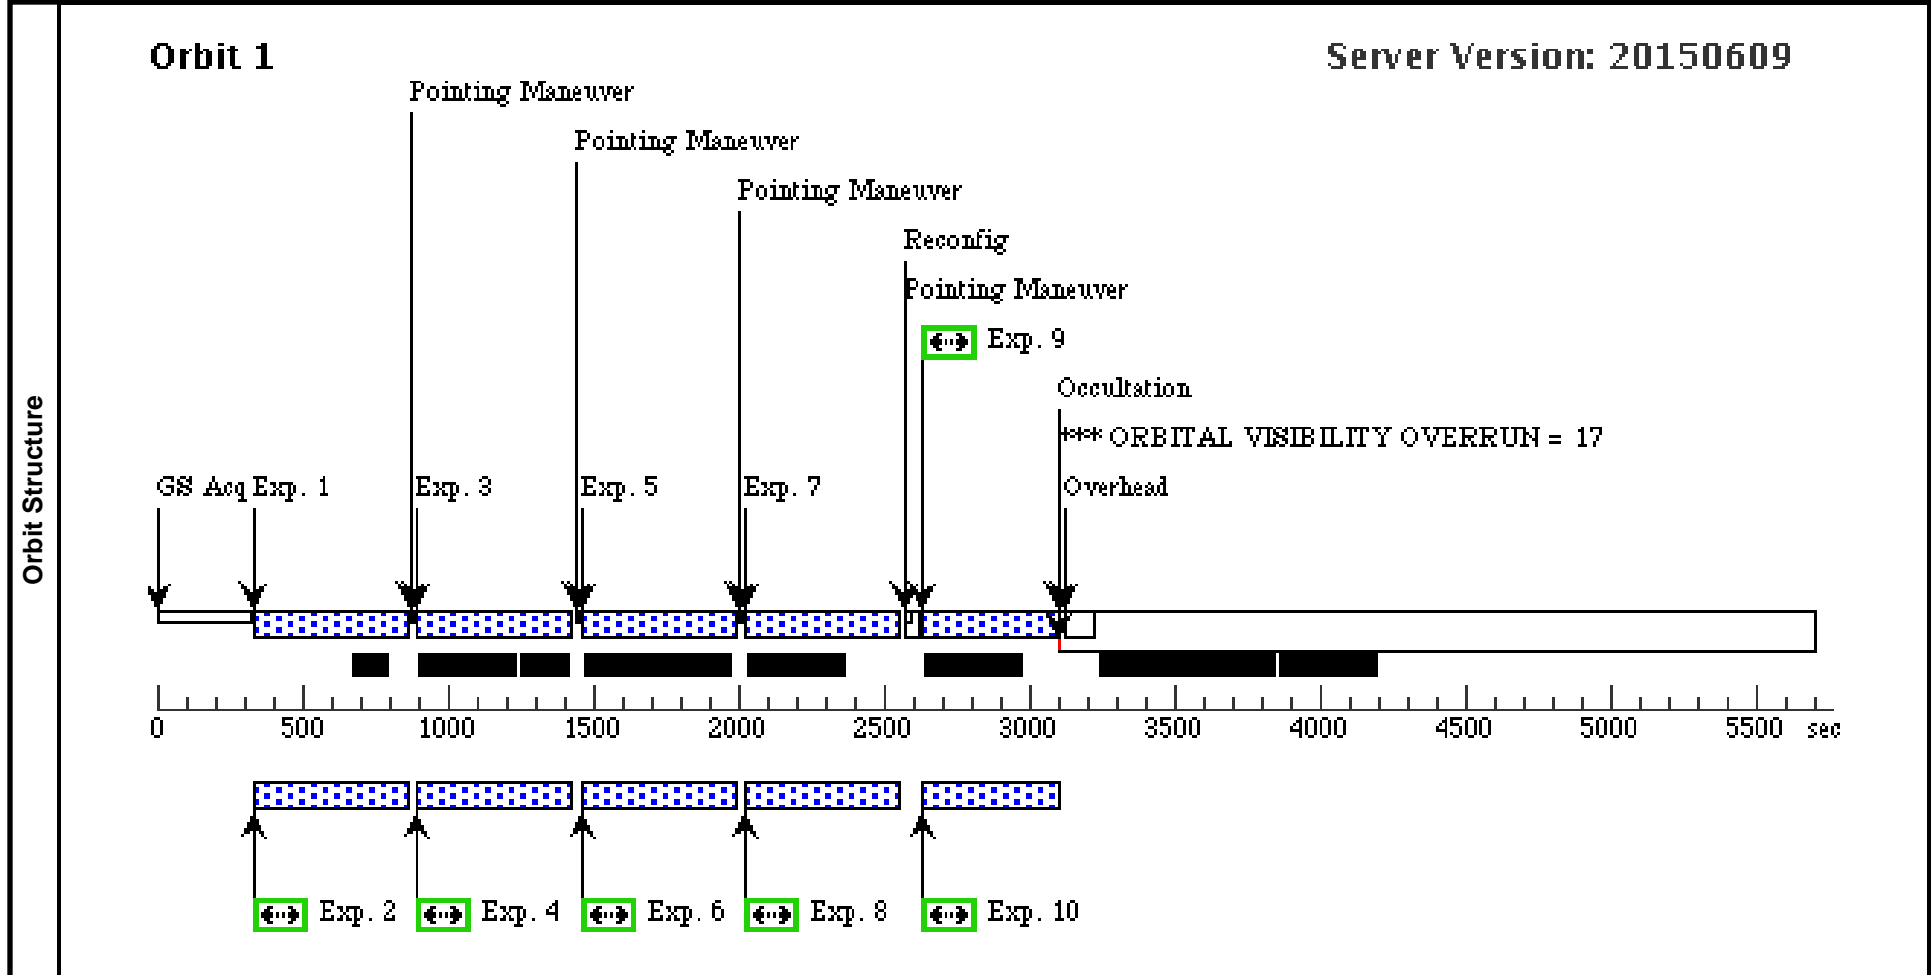 Orbit Structure
Orbit 1
Server Version: 20150609
Pointing Maneuver
Pointing Maneuver
Pointing Maneuver
Reconfig
Pointing Maneuver
Exp. 9
Occultation
*** ORBITAL VISIBILITY OVERRUN = 17
GS Acq Exp. 1 Exp. 3 Exp. 5 Exp. 7 Overhead
0 500 1000 1500 2000 2500 3000 3500 4000 4500 5000 5500 sec
Exp. 2 Exp. 4 Exp. 6 Exp. 8 Exp. 10